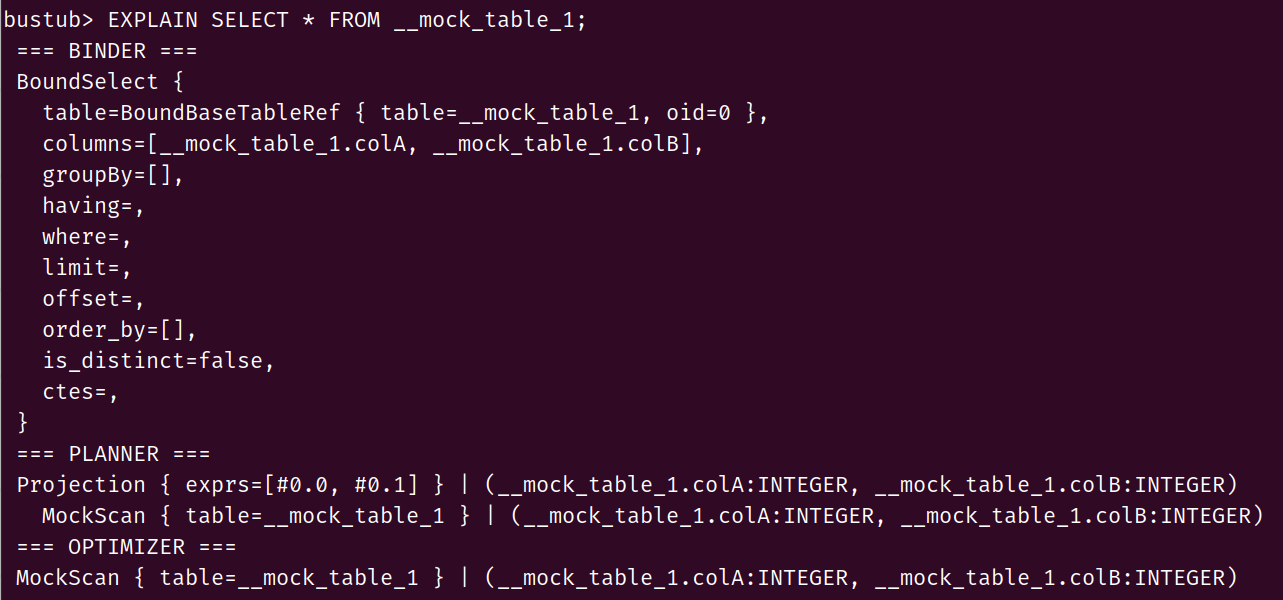 bustub> EXPLAIN SELECT * FROM __mock_table_1;
=== BINDER ===
BoundSelect {
  table=BoundBaseTableRef { table=__mock_table_1, oid=0 },
  columns=[__mock_table_1.colA, __mock_table_1.colB],
  groupBy=[],
  having=,
  where=,
  limit=,
  offset=,
  order_by=[],
  is_distinct=false,
  ctes=,
}
=== PLANNER ===
Projection { exprs=[#0.0, #0.1] } | (__mock_table_1.colA:INTEGER, __mock_table_1.colB:INTEGER)
  MockScan { table=__mock_table_1 } | (__mock_table_1.colA:INTEGER, __mock_table_1.colB:INTEGER)
=== OPTIMIZER ===
MockScan { table=__mock_table_1 } | (__mock_table_1.colA:INTEGER, __mock_table_1.colB:INTEGER)